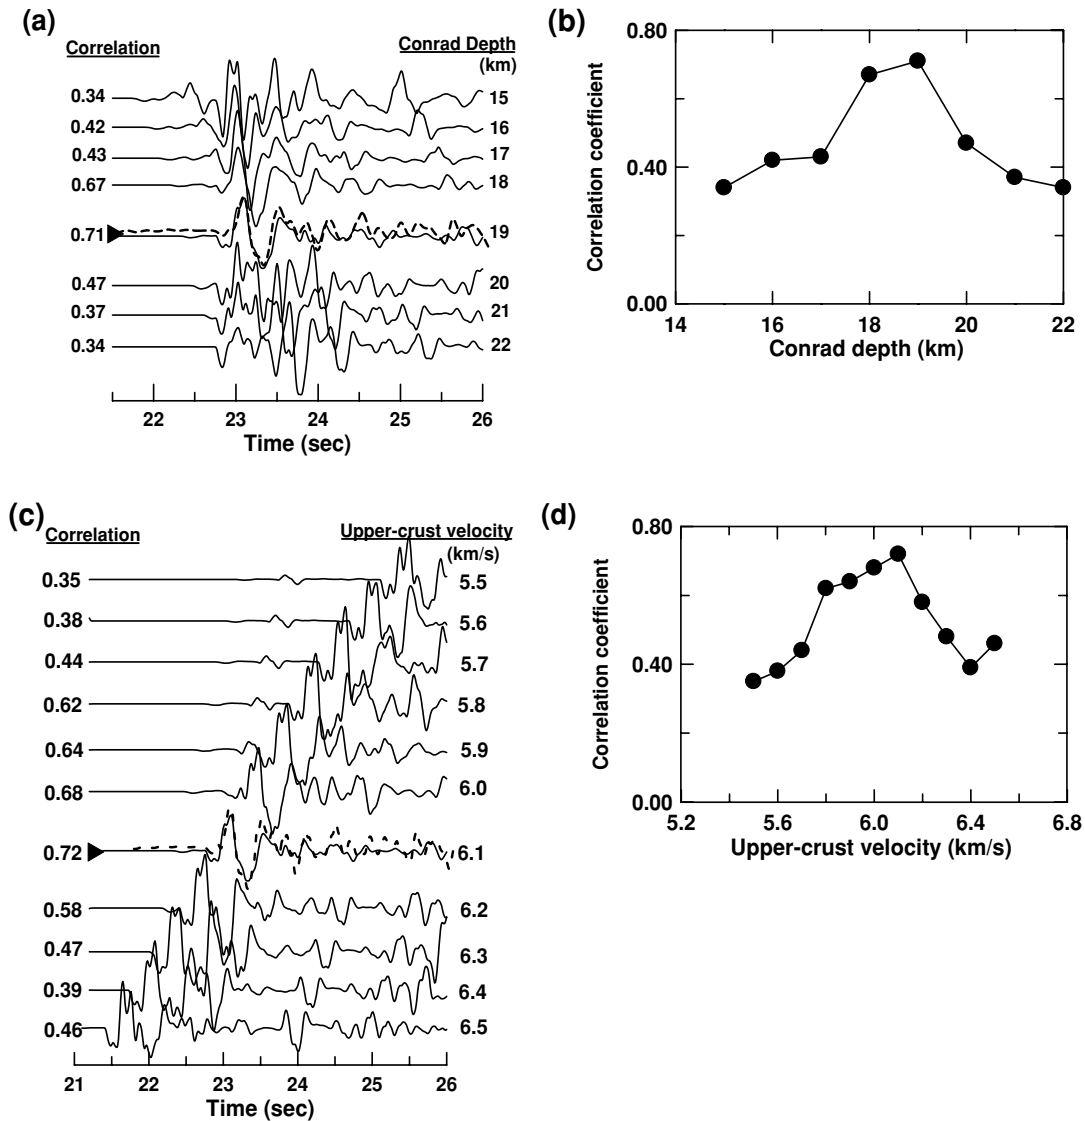 (a)
Correlation Conrad Depth
(km)
0.34 15
0.42 16
0.43 17
0.67 18
0.71 19
0.47 20
0.37 21
0.34 22
22 23 24 25 26
Time (sec)
(b)
0.80
0.40
0.00
Correlation coefficient
14 16 18 20 22
Conrad depth (km)
(c)
Correlation Upper-crust velocity
(km/s)
0.35 5.5
0.38 5.6
0.44 5.7
0.62 5.8
0.64 5.9
0.68 6.0
0.72 6.1
0.58 6.2
0.47 6.3
0.39 6.4
0.46 6.5
21 22 23 24 25 26
Time (sec)
(d)
0.80
0.40
0.00
Correlation coefficient
5.2 5.6 6.0 6.4 6.8
Upper-crust velocity (km/s)